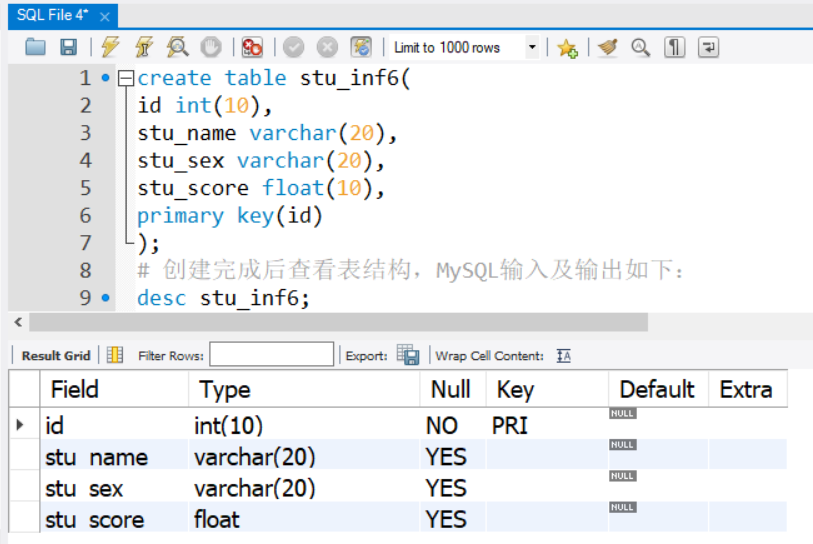 SQL File 4*
Limit to 1000 rows
1 create table stu_inf6(
2 id int(10),
3 stu_name varchar(20),
4 stu_sex varchar(20),
5 stu_score float(10),
6 primary key(id)
7 );
8 # 创建完成后查看表结构，MySQL输入及输出如下：
9 desc stu_inf6;
Result Grid Filter Rows: Export: Wrap Cell Content:
Field Type Null Key Default Extra
id int(10) NO PRI NULL
stu_name varchar(20) YES NULL
stu_sex varchar(20) YES NULL
stu_score float YES NULL